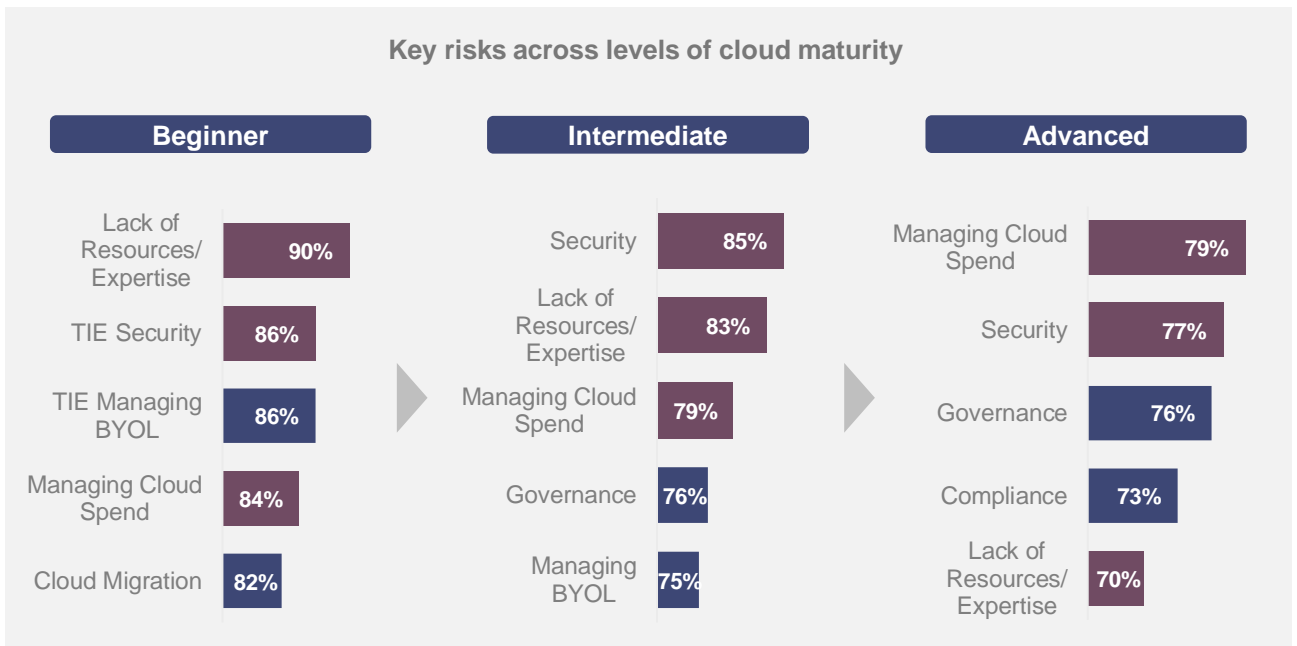 Key risks across levels of cloud maturity
Beginner
Lack of
Resources/
Expertise
90%
TIE Security
86%
TIE Managing
BYOL
86%
Managing Cloud
Spend
84%
Cloud Migration
82%
Intermediate
Security
85%
Lack of
Resources/
Expertise
83%
Managing Cloud
Spend
79%
Governance
76%
Managing
BYOL
75%
Advanced
Managing Cloud
Spend
79%
Security
77%
Governance
76%
Compliance
73%
Lack of
Resources/
Expertise
70%